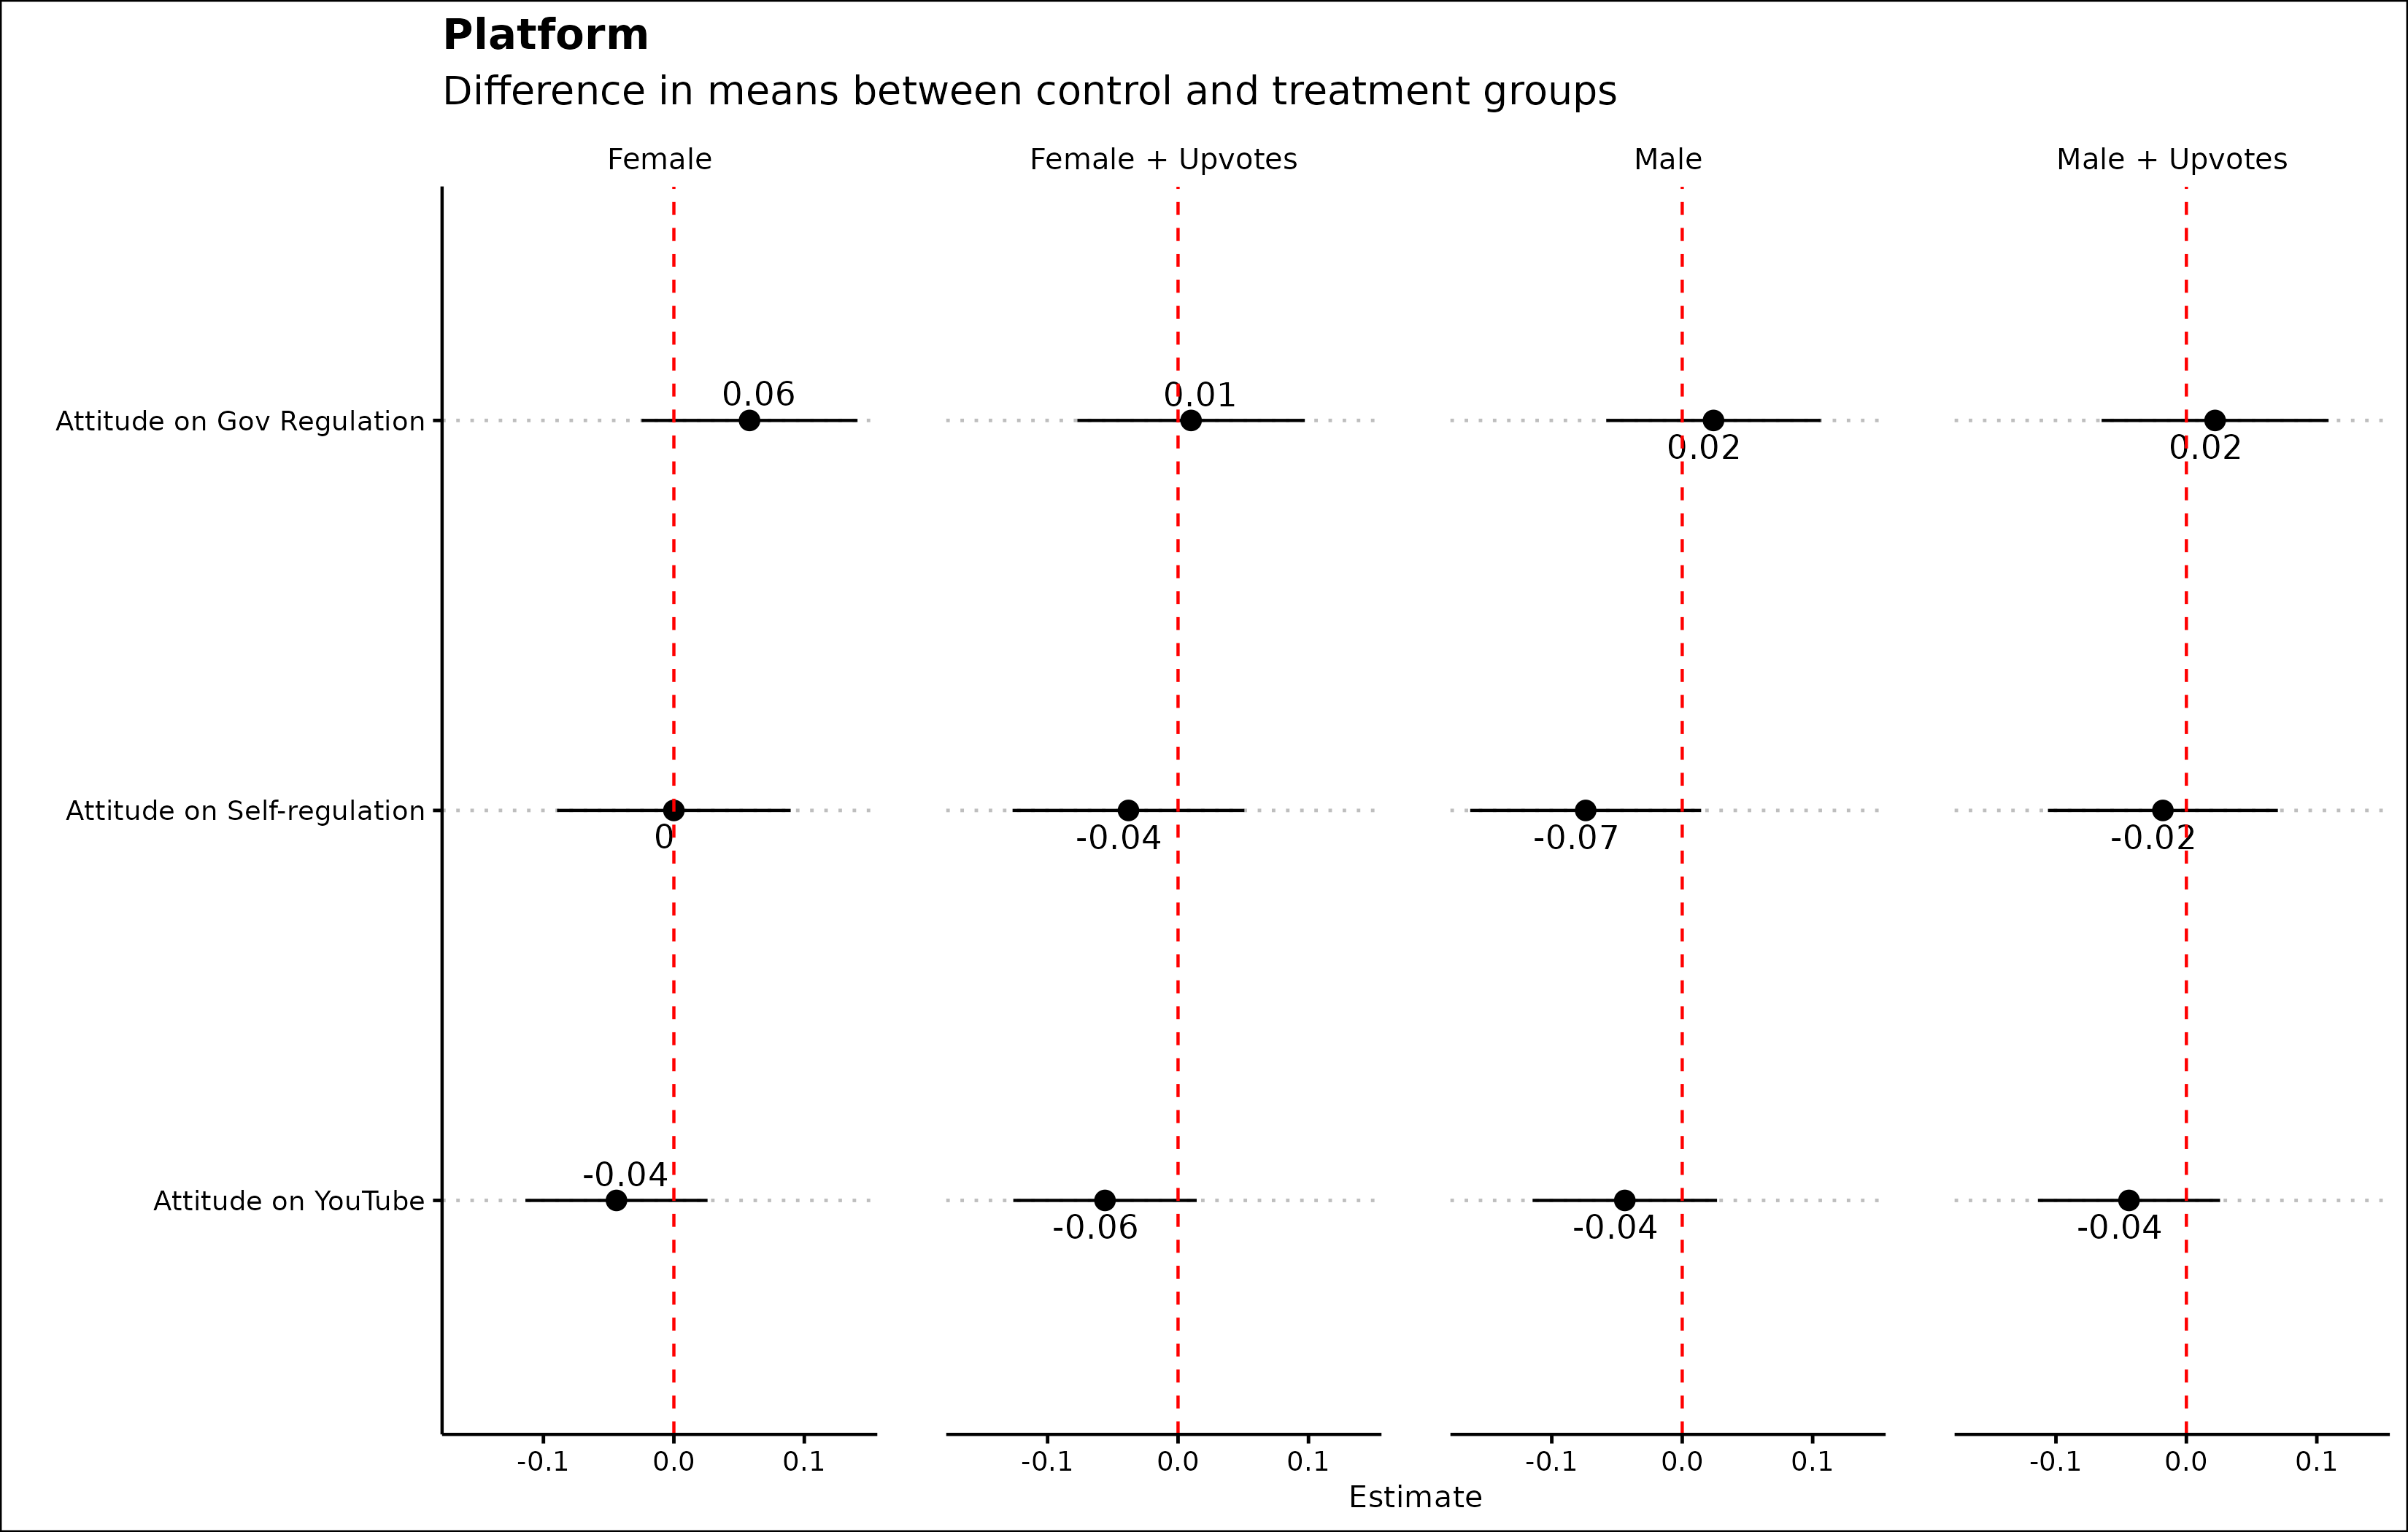 Platform
Difference in means between control and treatment groups
Female Female + Upvotes Male Male + Upvotes
Attitude on Gov Regulation 0.06 0.01 0.02 0.02
Attitude on Self-regulation 0 -0.04 -0.07 -0.02
Attitude on YouTube -0.04 -0.06 -0.04 -0.04
-0.1 0.0 0.1 -0.1 0.0 0.1 -0.1 0.0 0.1 -0.1 0.0 0.1
Estimate